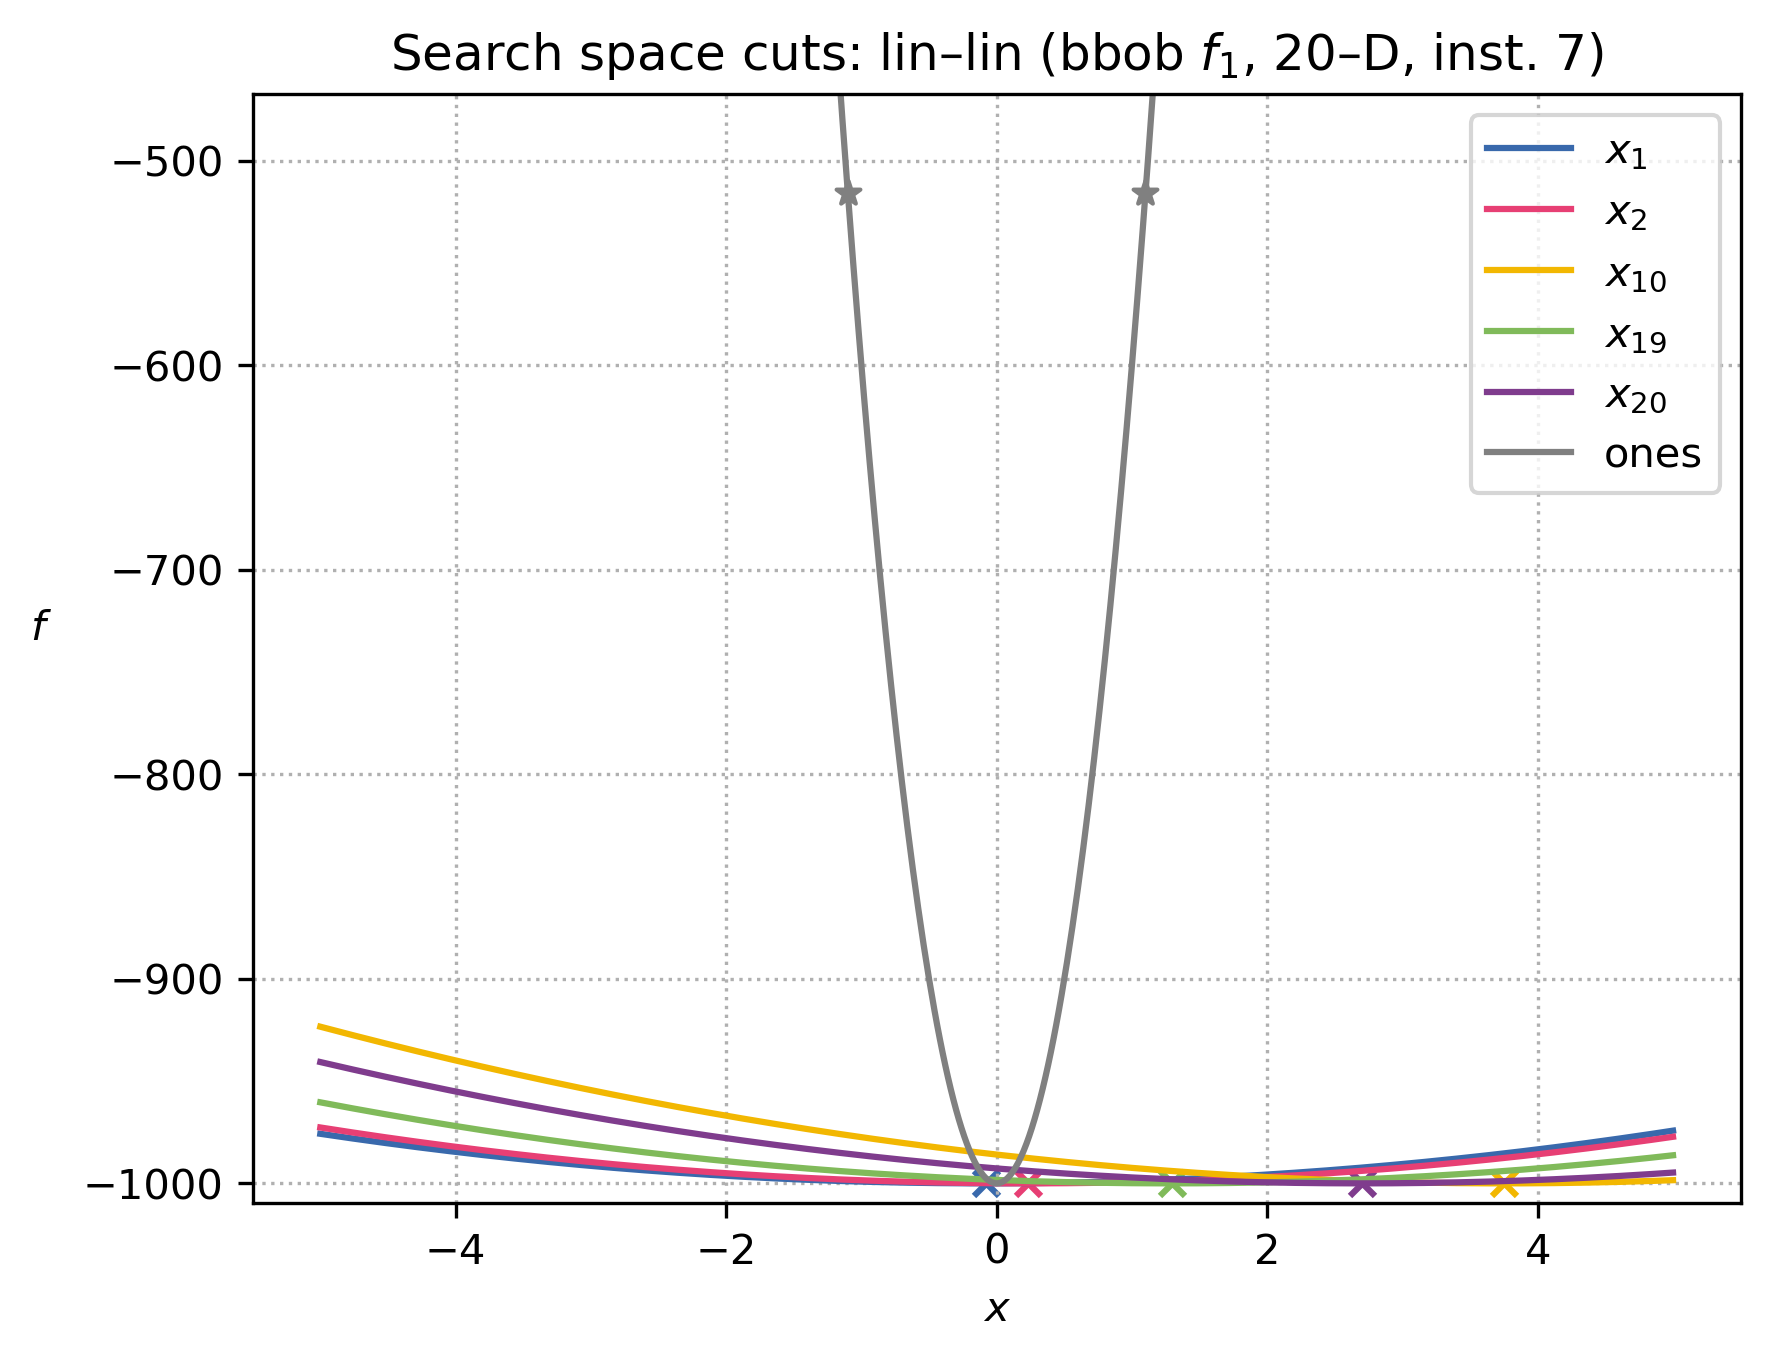 Search space cuts: lin–lin (bbob f₁, 20–D, inst. 7)
x₁
x₂
x₁₀
x₁₉
x₂₀
ones
−500
−600
−700
−800
−900
−1000
f
−4 −2 0 2 4
x